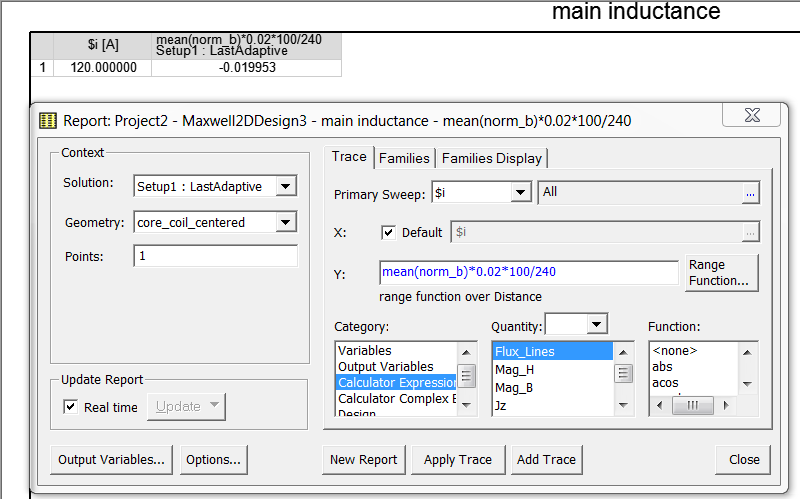 main inductance
$i [A]
mean(norm_b)*0.02*100/240
Setup1 : LastAdaptive
1 120.000000 -0.019953
Report: Project2 - Maxwell2DDesign3 - main inductance - mean(norm_b)*0.02*100/240
Context
Solution: Setup1 : LastAdaptive
Geometry: core_coil_centered
Points: 1
Update Report
Real time Update
Trace Families Families Display
Primary Sweep: $i All ...
X: Default $i ...
Y: mean(norm_b)*0.02*100/240 Range
Function...
range function over Distance
Category: Quantity: Function:
Variables Flux_Lines <none>
Output Variables Mag_H abs
Calculator Expression Mag_B acos
Calculator Complex E Jz
Design
Output Variables... Options... New Report Apply Trace Add Trace Close